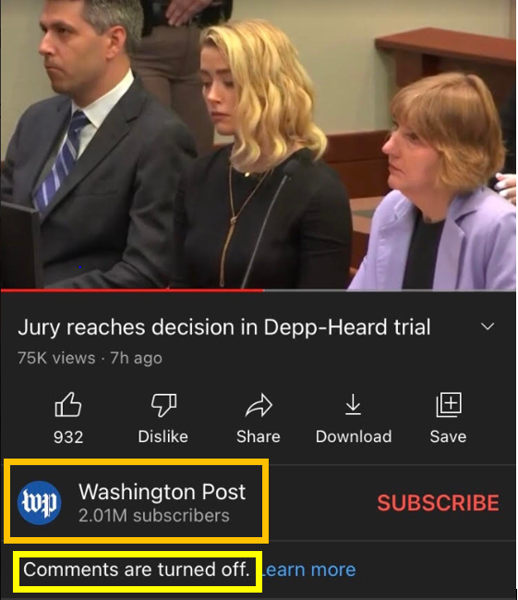 Jury reaches decision in Depp-Heard trial
75K views · 7h ago
932 Dislike Share Download Save
wp Washington Post SUBSCRIBE
2.01M subscribers
Comments are turned off. Learn more